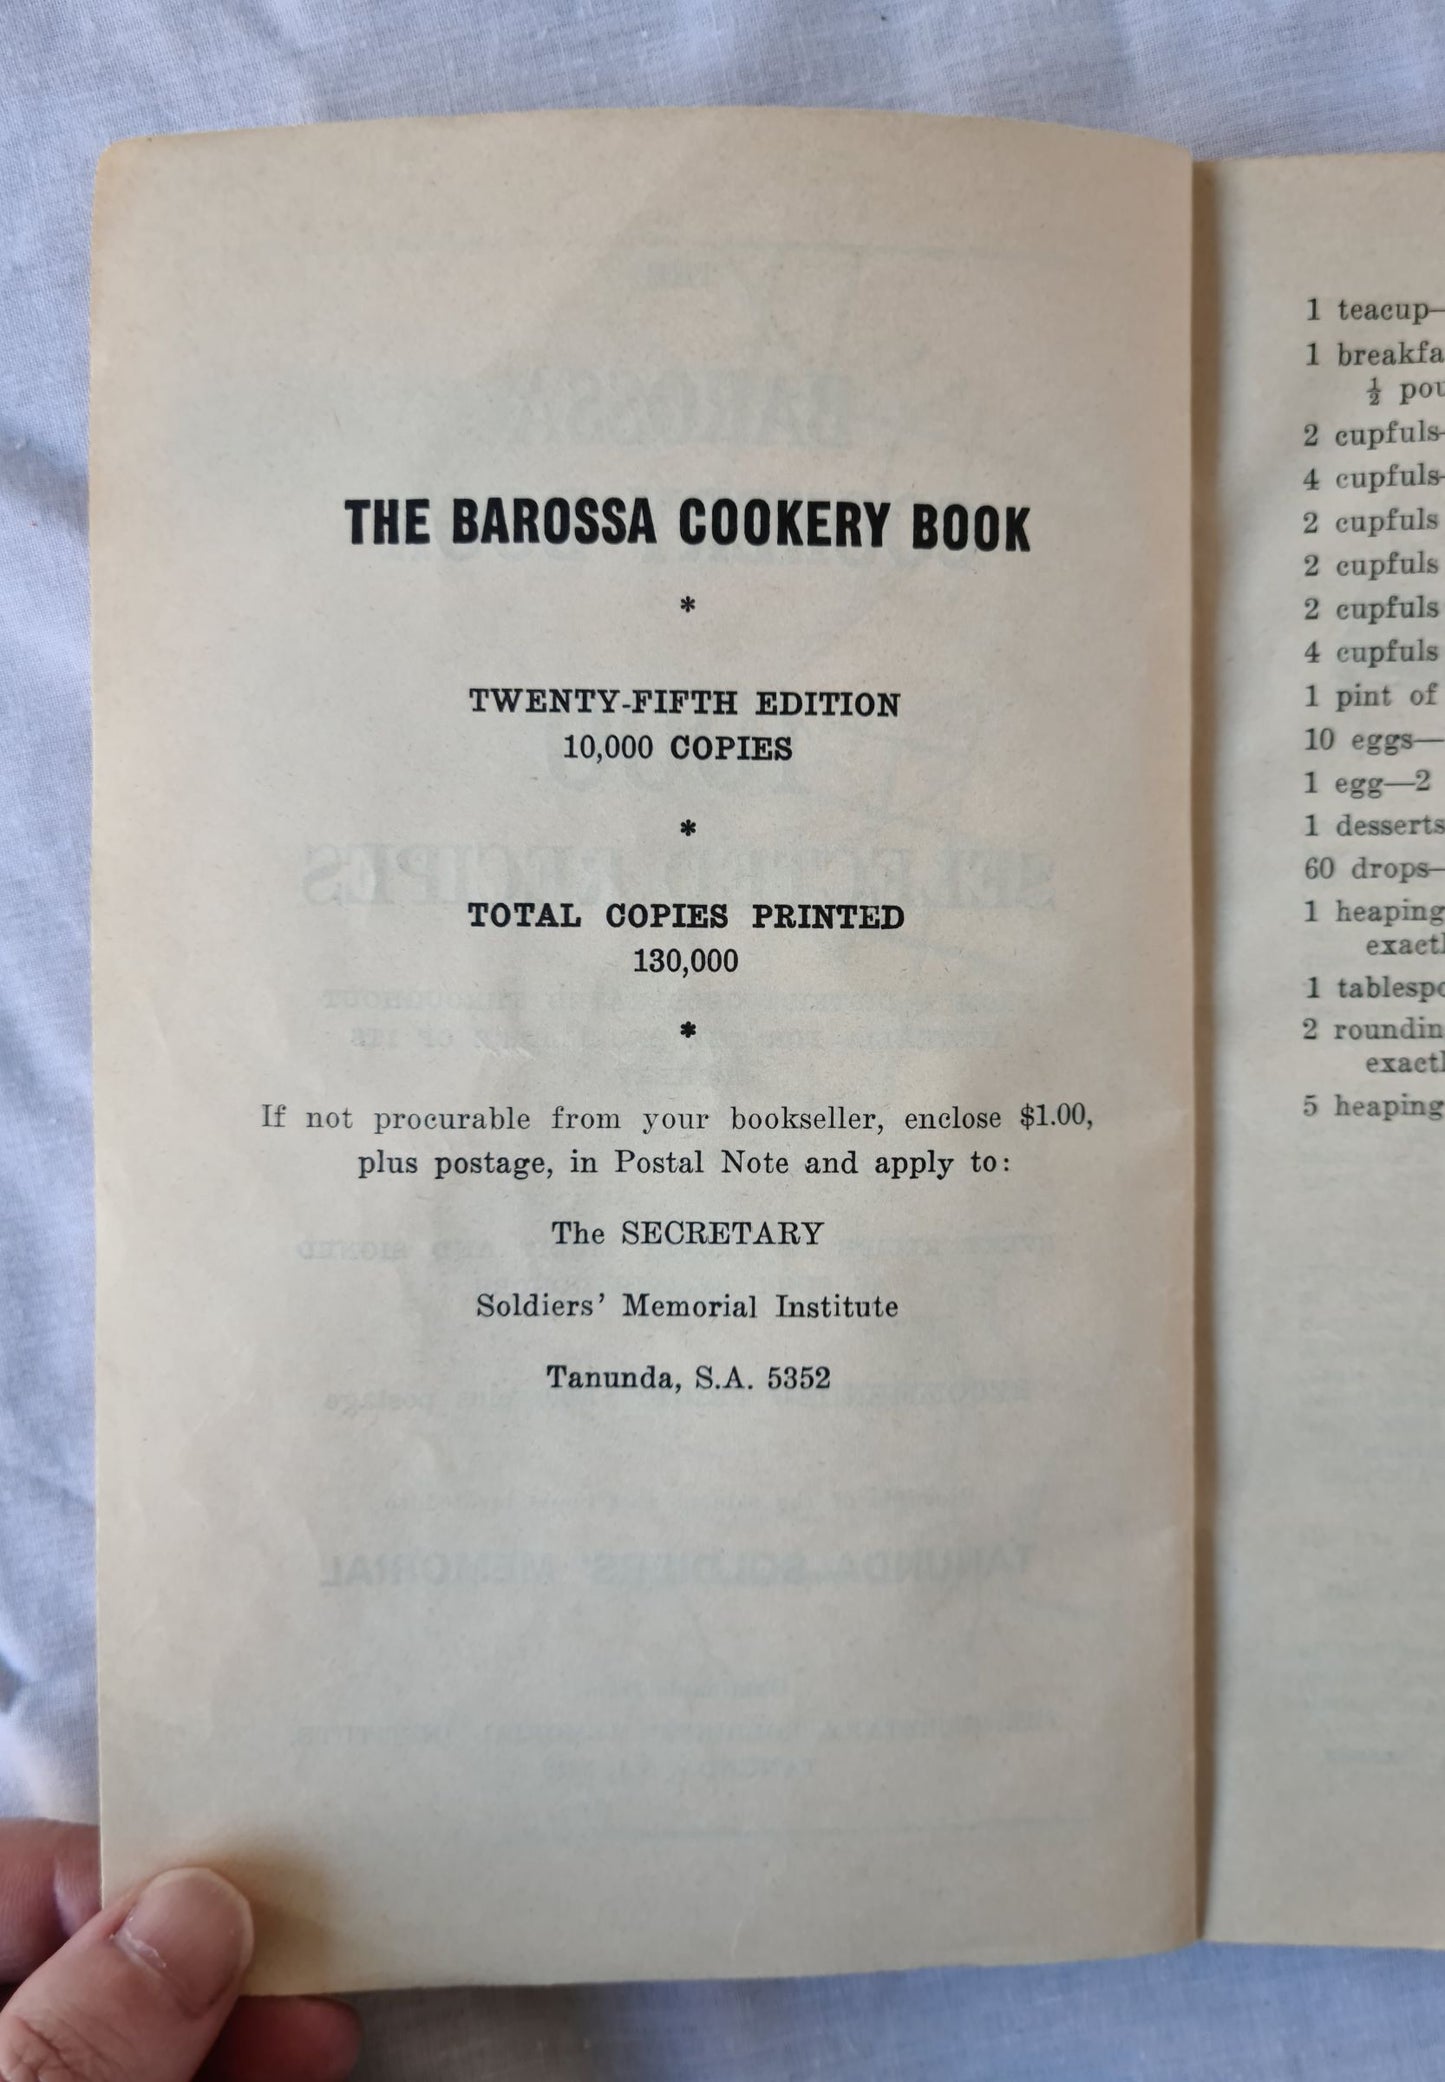 THE BAROSSA COOKERY BOOK
*
TWENTY-FIFTH EDITION
10,000 COPIES
*
TOTAL COPIES PRINTED
130,000
*
If not procurable from your bookseller, enclose $1.00,
plus postage, in Postal Note and apply to:
The SECRETARY
Soldiers' Memorial Institute
Tanunda, S.A. 5352
1 teacup—
1 breakfa
½ pou
2 cupfuls—
4 cupfuls—
2 cupfuls
2 cupfuls
2 cupfuls
4 cupfuls
1 pint of
10 eggs—
1 egg—2
1 desserts
60 drops—
1 heaping
exactl
1 tablespo
2 roundin
exactl
5 heaping